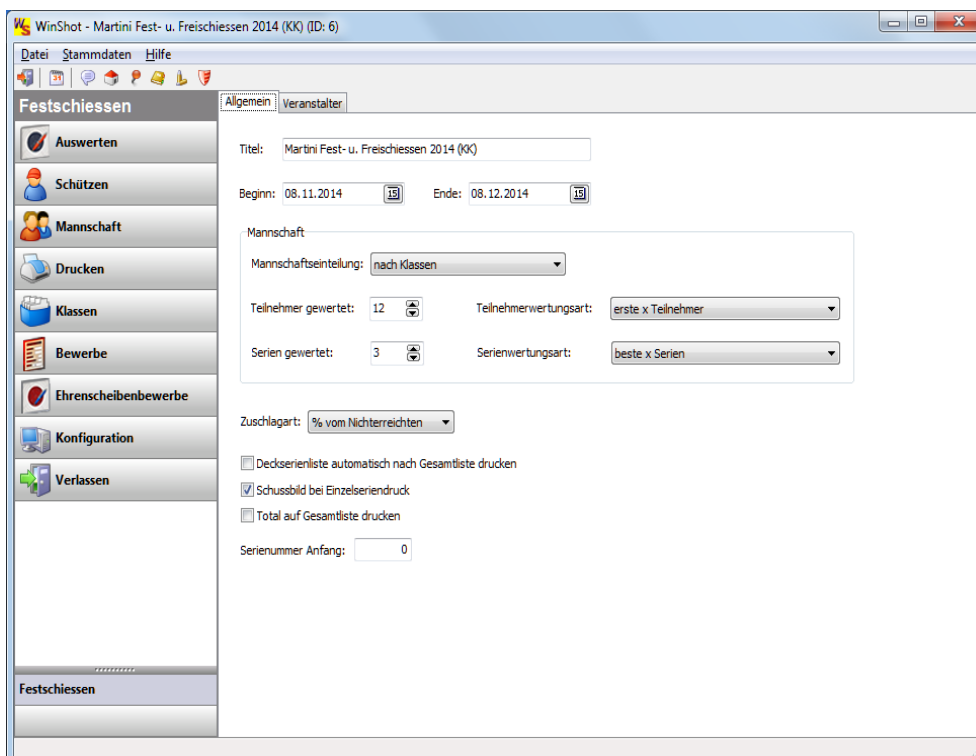 WinShot - Martini Fest- u. Freischiessen 2014 (KK) (ID: 6)
Datei Stammdaten Hilfe
Festschiessen
Auswerten
Schützen
Mannschaft
Drucken
Klassen
Bewerbe
Ehrenscheibenbewerbe
Konfiguration
Verlassen
Festschiessen
Allgemein Veranstalter
Titel: Martini Fest- u. Freischiessen 2014 (KK)
Beginn: 08.11.2014 15 Ende: 08.12.2014 15
Mannschaft
Mannschaftseinteilung: nach Klassen
Teilnehmer gewertet: 12 Teilnehmerwertungsart: erste x Teilnehmer
Serien gewertet: 3 Serienwertungsart: beste x Serien
Zuschlagart: % vom Nichterreichten
Deckserienliste automatisch nach Gesamtliste drucken
Schussbild bei Einzelseriendruck
Total auf Gesamtliste drucken
Serienummer Anfang: 0